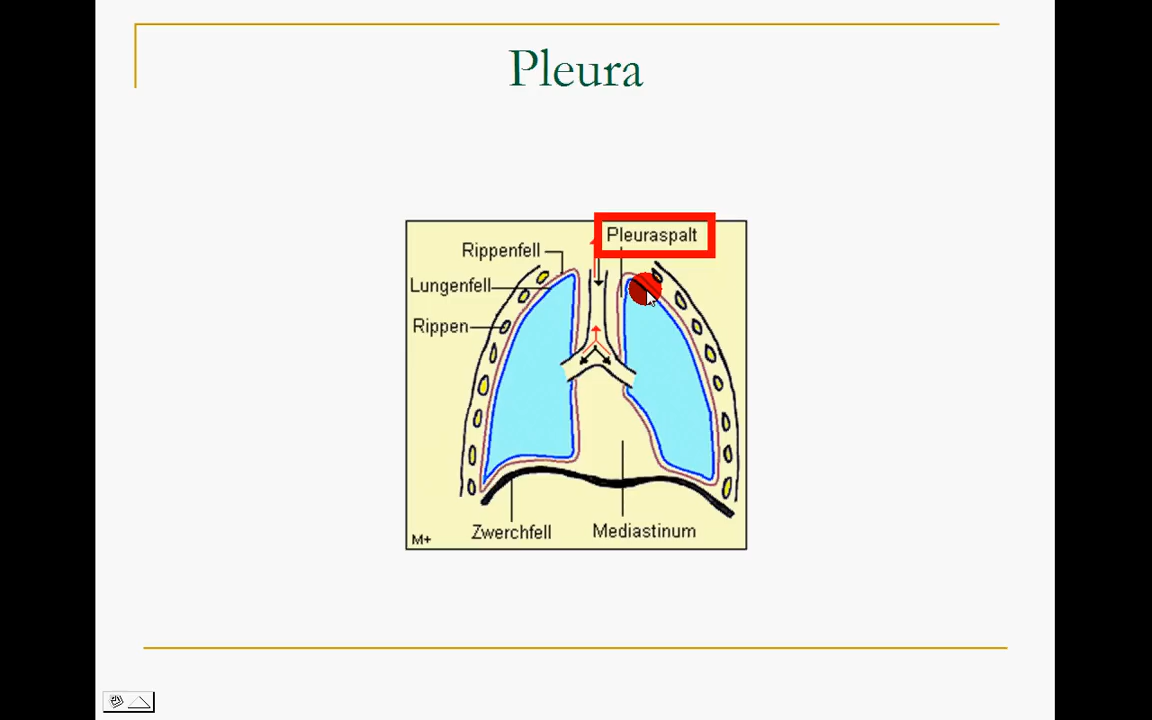 Pleura
Pleuraspalt
Rippenfell
Lungenfell
Rippen
Zwerchfell
Mediastinum
M+